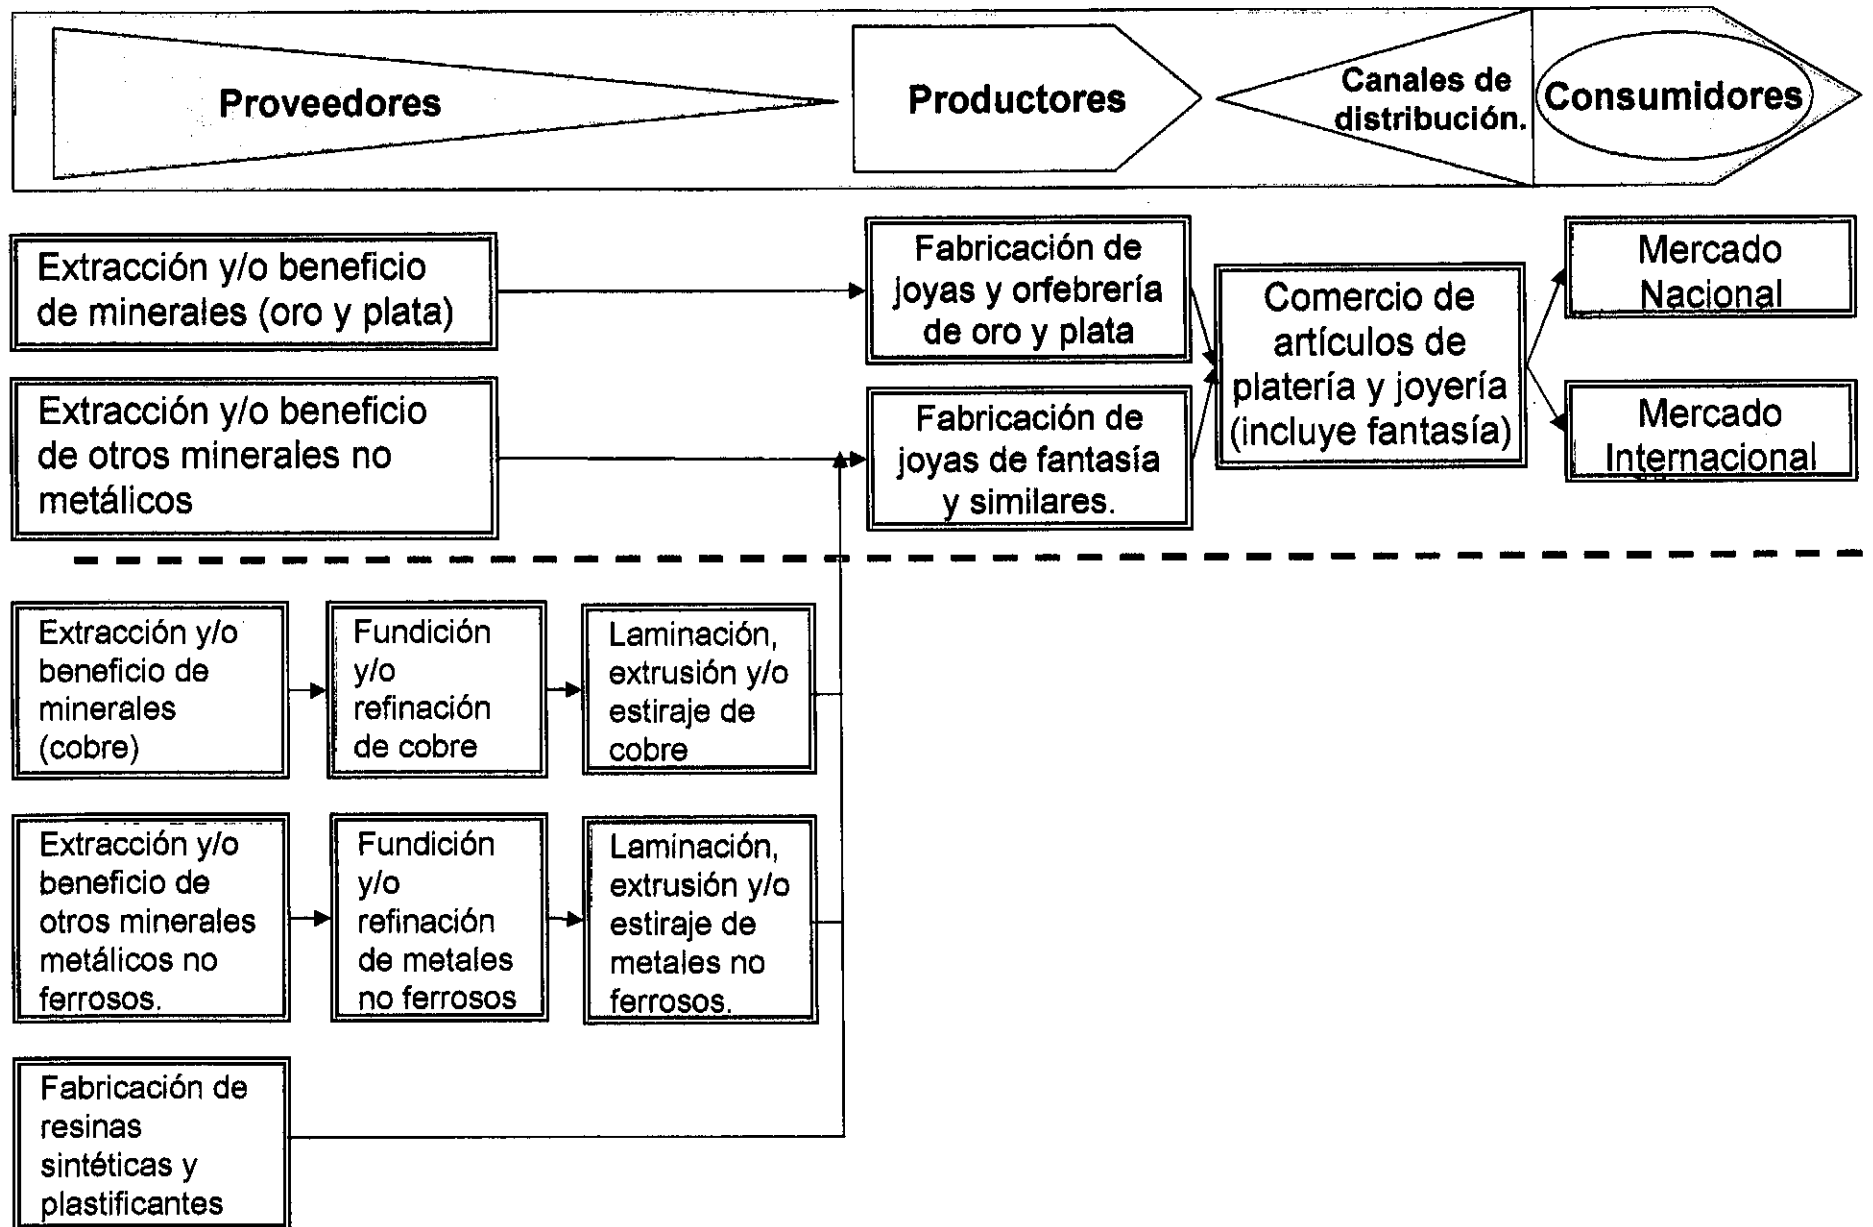 Proveedores
Productores
Canales de
distribución.
Consumidores
Extracción y/o beneficio
de minerales (oro y plata)
Fabricación de
joyas y orfebrería
de oro y plata
Comercio de
artículos de
platería y joyería
(incluye fantasía)
Mercado
Nacional
Extracción y/o beneficio
de otros minerales no
metálicos
Fabricación de
joyas de fantasía
y similares.
Mercado
Internacional
Extracción y/o
beneficio de
minerales
(cobre)
Fundición
y/o
refinación
de cobre
Laminación,
extrusión y/o
estiraje de
cobre
Extracción y/o
beneficio de
otros minerales
metálicos no
ferrosos.
Fundición
y/o
refinación
de metales
no ferrosos
Laminación,
extrusión y/o
estiraje de
metales no
ferrosos.
Fabricación de
resinas
sintéticas y
plastificantes